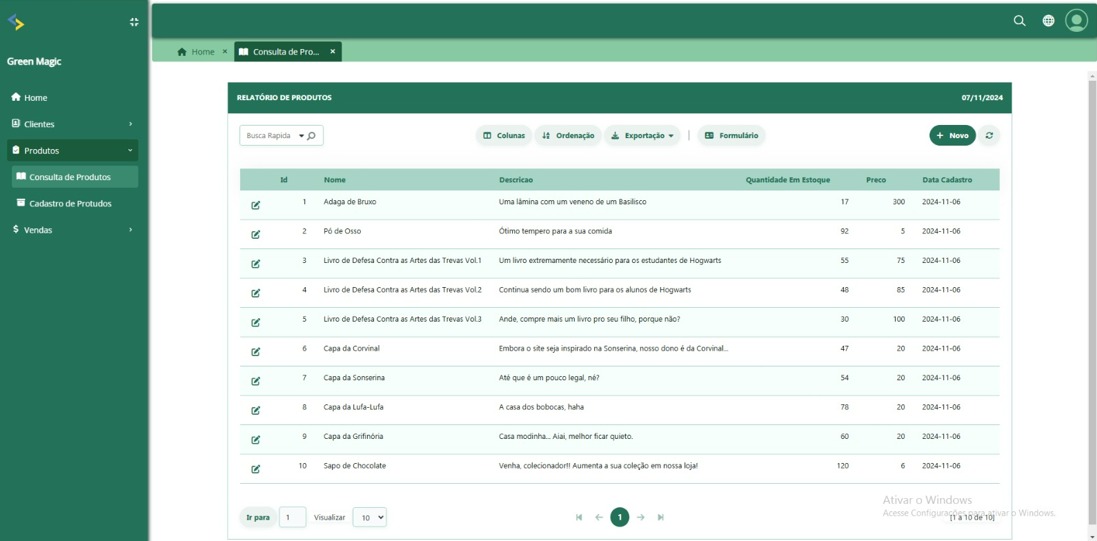 Home
Consulta de Pro...
Green Magic
Home
Clientes
Produtos
Consulta de Produtos
Cadastro de Protudos
Vendas
RELATÓRIO DE PRODUTOS 07/11/2024
Busca Rapida Colunas Ordenação Exportação | Formulário Novo
Id Nome Descricao Quantidade Em Estoque Preco Data Cadastro
1 Adaga de Bruxo Uma lâmina com um veneno de um Basilisco 17 300 2024-11-06
2 Pó de Osso Ótimo tempero para a sua comida 92 5 2024-11-06
3 Livro de Defesa Contra as Artes das Trevas Vol.1 Um livro extremamente necessário para os estudantes de Hogwarts 55 75 2024-11-06
4 Livro de Defesa Contra as Artes das Trevas Vol.2 Continua sendo um bom livro para os alunos de Hogwarts 48 85 2024-11-06
5 Livro de Defesa Contra as Artes das Trevas Vol.3 Ande, compre mais um livro pro seu filho, porque não? 30 100 2024-11-06
6 Capa da Corvinal Embora o site seja inspirado na Sonserina, nosso dono é da Corvinal... 47 20 2024-11-06
7 Capa da Sonserina Até que é um pouco legal, né? 54 20 2024-11-06
8 Capa da Lufa-Lufa A casa dos bobocas, haha 78 20 2024-11-06
9 Capa da Grifinória Casa modinha... Aiai, melhor ficar quieto. 60 20 2024-11-06
10 Sapo de Chocolate Venha, colecionador!! Aumenta a sua coleção em nossa loja! 120 6 2024-11-06
Ir para 1 Visualizar 10 1 [1 a 10 de 10]
Ativar o Windows
Acesse Configurações para ativar o Windows.